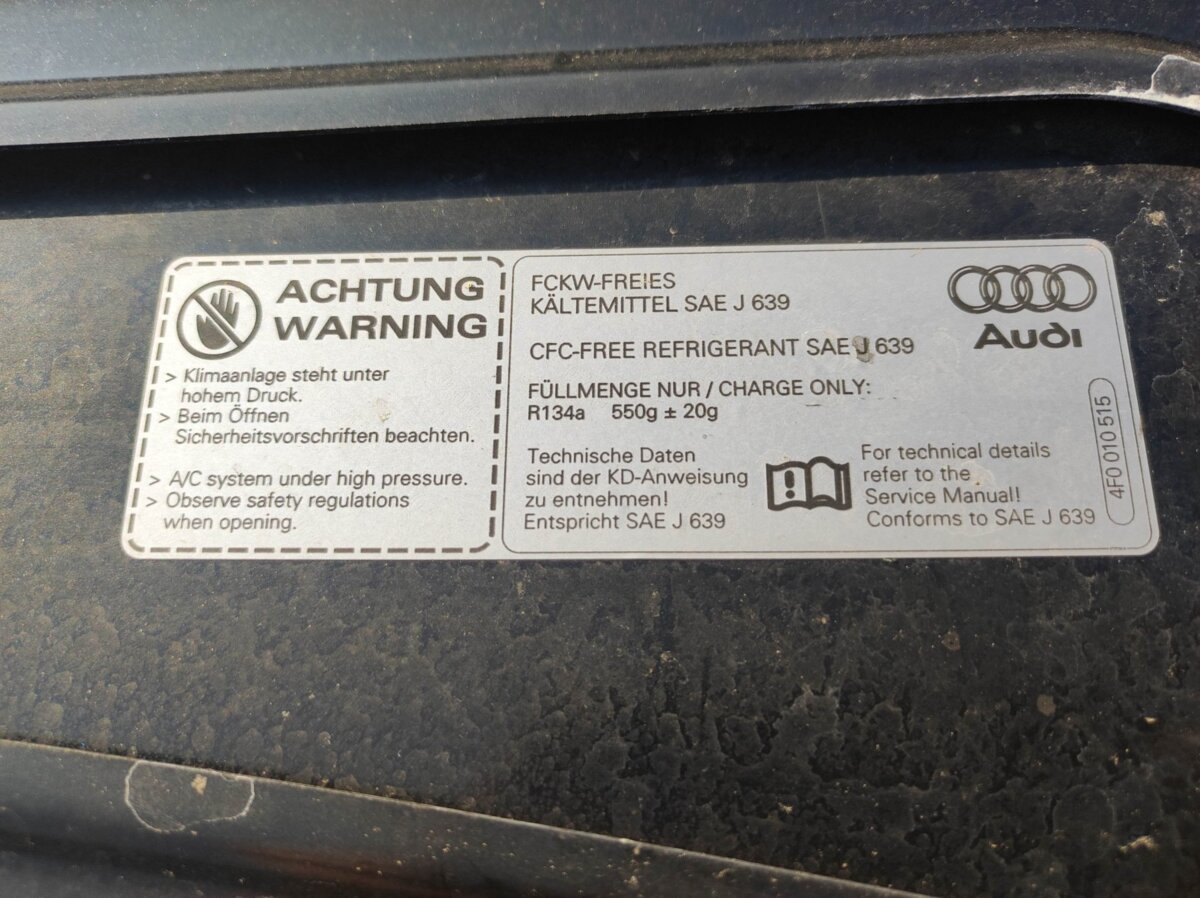 ACHTUNG
WARNING
> Klimaanlage steht unter
hohem Druck.
> Beim Öffnen
Sicherheitsvorschriften beachten.
> A/C system under high pressure.
> Observe safety regulations
when opening.
FCKW-FREIES
KÄLTEMITTEL SAE J 639
CFC-FREE REFRIGERANT SAE J 639
FÜLLMENGE NUR / CHARGE ONLY:
R134a 550g ± 20g
Technische Daten
sind der KD-Anweisung
zu entnehmen!
Entspricht SAE J 639
For technical details
refer to the
Service Manual!
Conforms to SAE J 639
Audi
4F0 010 515